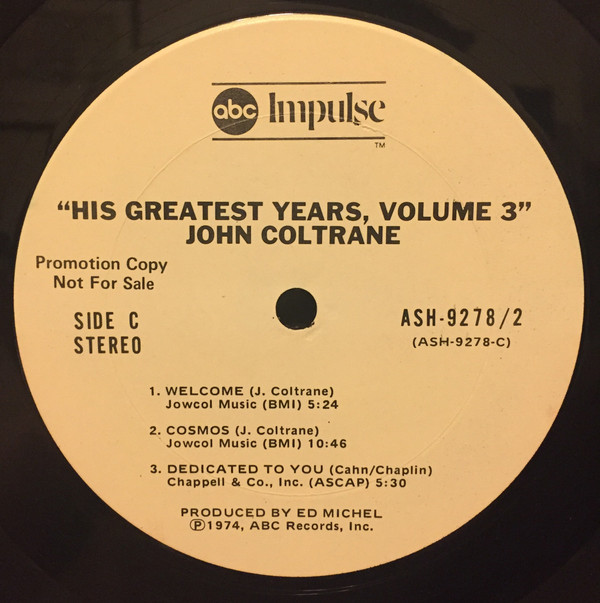 abc Impulse
TM
"HIS GREATEST YEARS, VOLUME 3"
JOHN COLTRANE
Promotion Copy
Not For Sale
SIDE C
STEREO
ASH-9278/2
(ASH-9278-C)
1. WELCOME (J. Coltrane)
Jowcol Music (BMI) 5:24
2. COSMOS (J. Coltrane)
Jowcol Music (BMI) 10:46
3. DEDICATED TO YOU (Cahn/Chaplin)
Chappell & Co., Inc. (ASCAP) 5:30
PRODUCED BY ED MICHEL
℗1974, ABC Records, Inc.